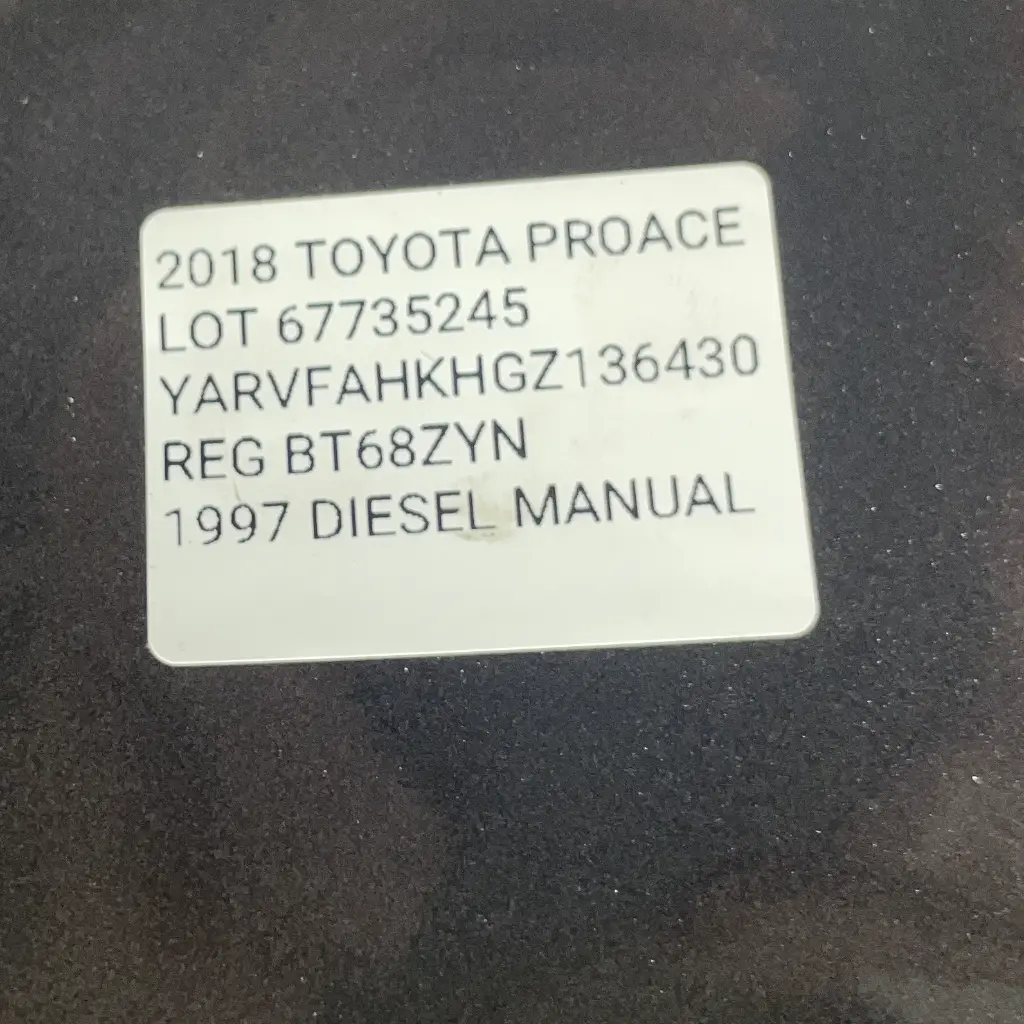 2018 TOYOTA PROACE
LOT 67735245
YARVFAHKHGZ136430
REG BT68ZYN
1997 DIESEL MANUAL